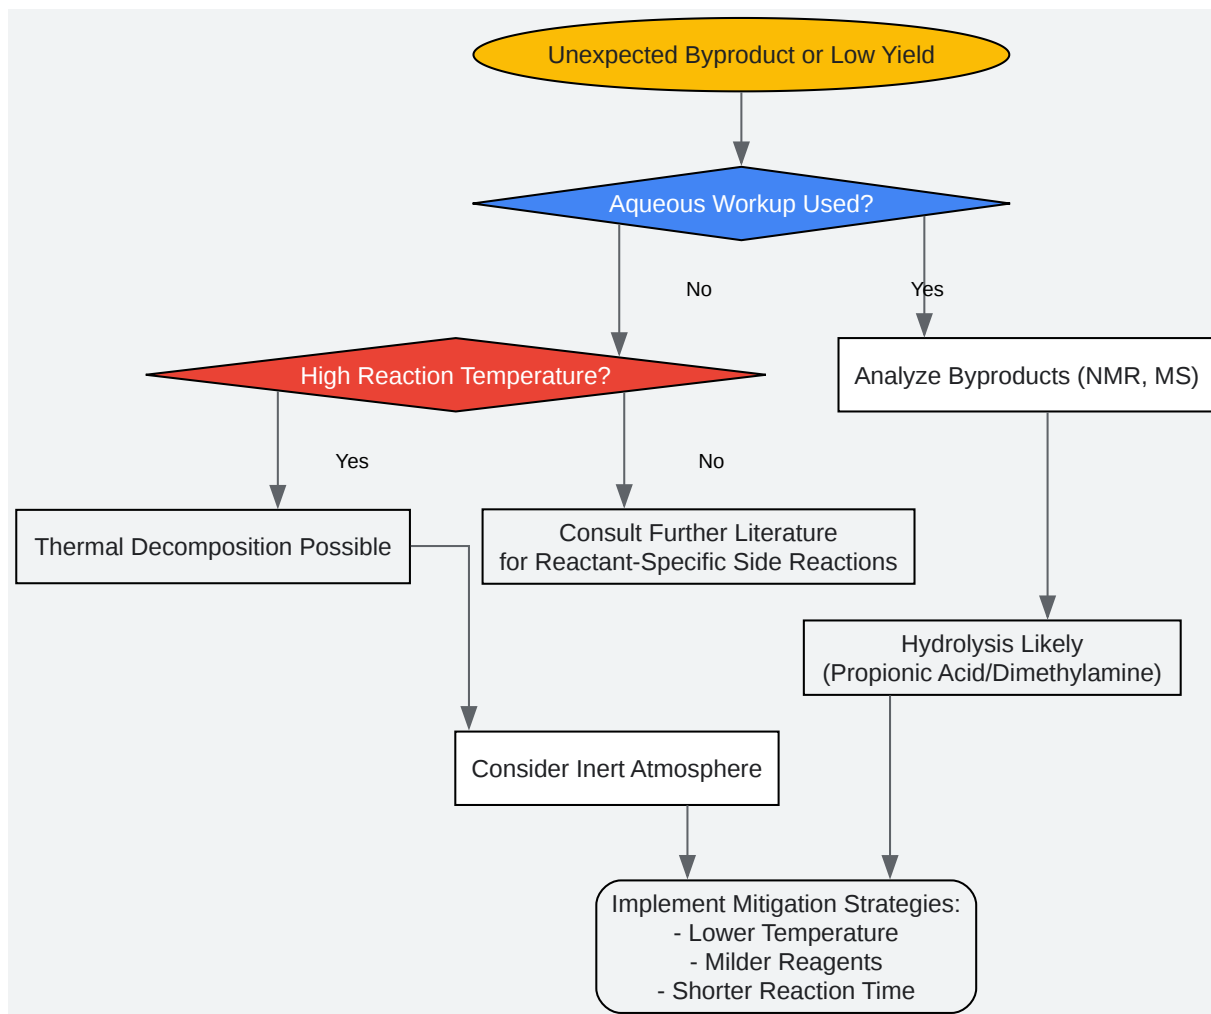 Unexpected Byproduct or Low Yield
Aqueous Workup Used?
No
Yes
High Reaction Temperature?
Analyze Byproducts (NMR, MS)
Yes
No
Thermal Decomposition Possible
Consult Further Literature
for Reactant-Specific Side Reactions
Hydrolysis Likely
(Propionic Acid/Dimethylamine)
Consider Inert Atmosphere
Implement Mitigation Strategies:
- Lower Temperature
- Milder Reagents
- Shorter Reaction Time